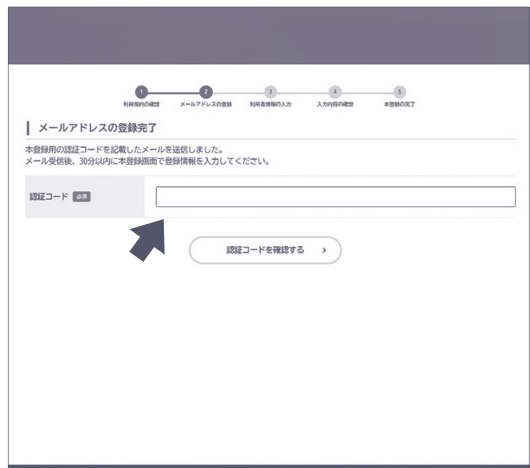 1 2 3 4 5
利用規約の確認 メールアドレスの登録 利用者情報の入力 入力内容の確認 本登録の完了
メールアドレスの登録完了
本登録用の認証コードを記載したメールを送信しました。
メール受信後、30分以内に本登録画面で登録情報を入力してください。
認証コード 必須
認証コードを確認する ›